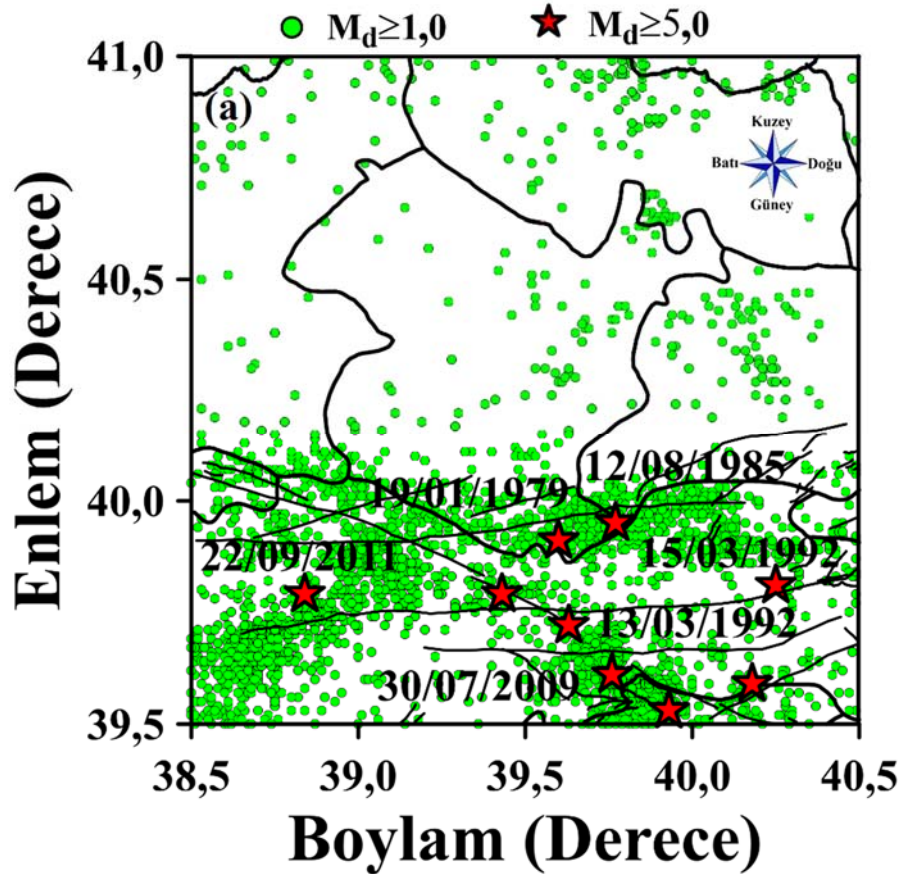 M_d≥1,0 M_d≥5,0
(a)
Kuzey
Batı Doğu
Güney
41,0
40,5
40,0
39,5
Enlem (Derece)
12/08/1985
19/01/1979
15/03/1992
22/09/2011
13/03/1992
30/07/2009
38,5 39,0 39,5 40,0 40,5
Boylam (Derece)